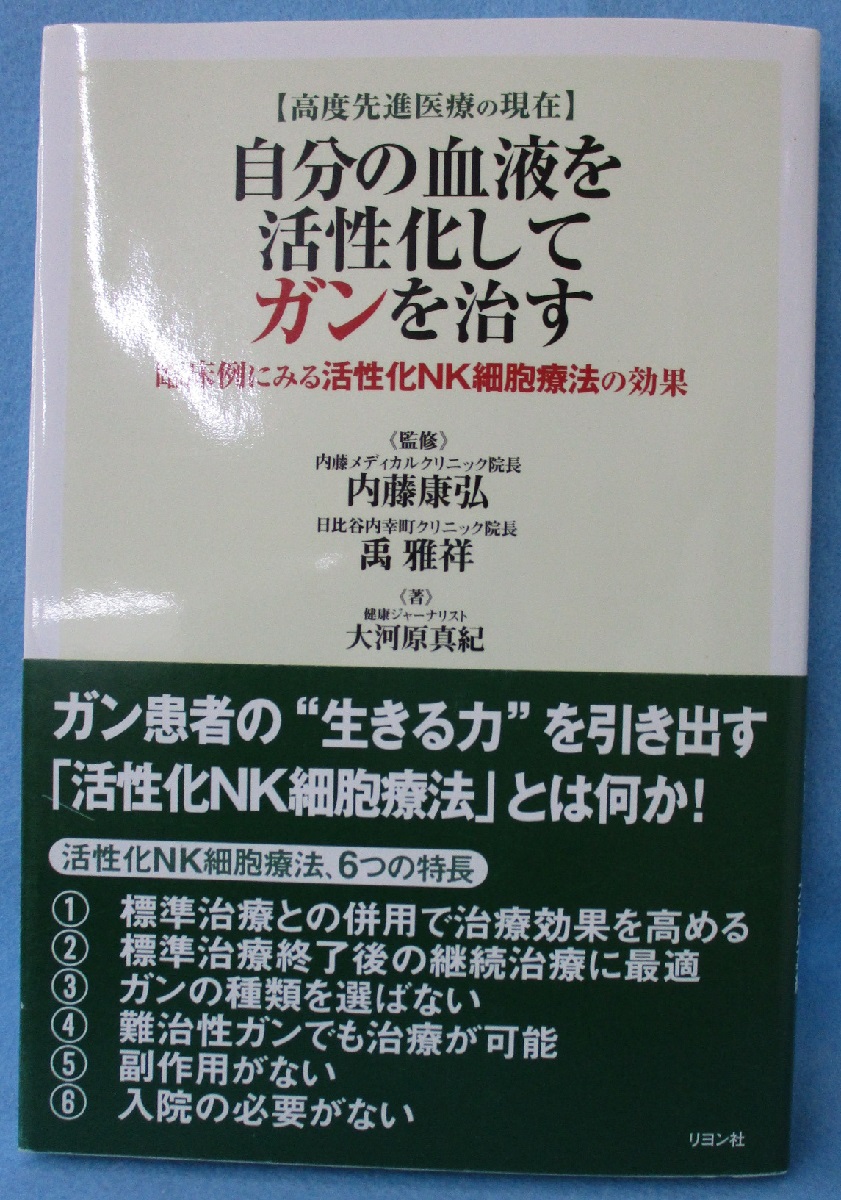 【高度先進医療の現在】
自分の血液を
活性化して
ガンを治す
臨床例にみる活性化NK細胞療法の効果
《監修》
内藤メディカルクリニック院長
内藤康弘
日比谷内幸町クリニック院長
禹 雅祥
《著》
健康ジャーナリスト
大河原真紀
ガン患者の“生きる力”を引き出す
「活性化NK細胞療法」とは何か!
活性化NK細胞療法、6つの特長
① 標準治療との併用で治療効果を高める
② 標準治療終了後の継続治療に最適
③ ガンの種類を選ばない
④ 難治性ガンでも治療が可能
⑤ 副作用がない
⑥ 入院の必要がない
リヨン社